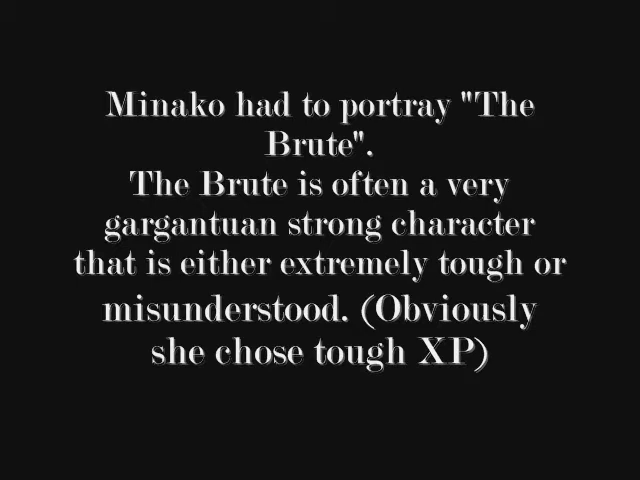 Minako had to portray "The
Brute".
The Brute is often a very
gargantuan strong character
that is either extremely tough or
misunderstood. (Obviously
she chose tough XP)